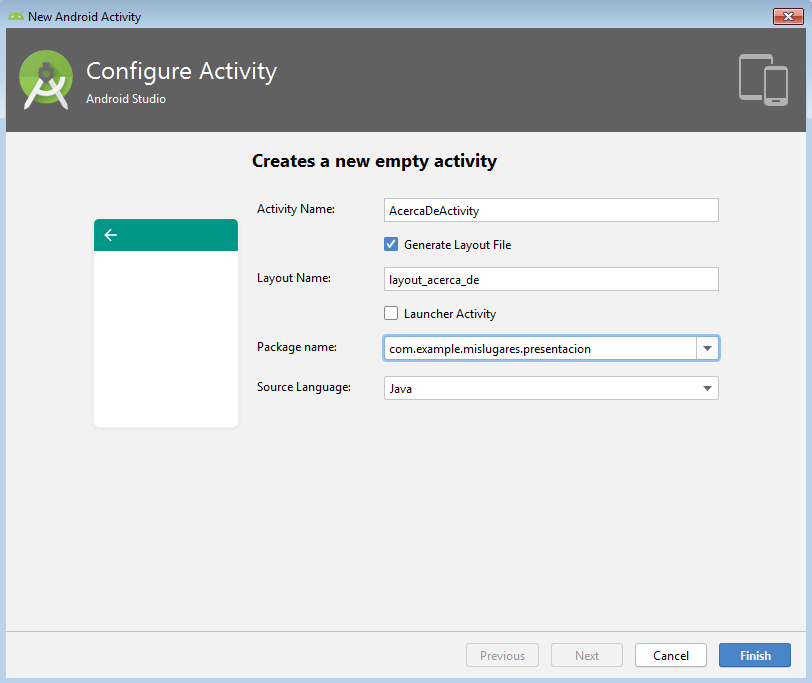 New Android Activity
Configure Activity
Android Studio
Creates a new empty activity
Activity Name:
AcercaDeActivity
Generate Layout File
Layout Name:
layout_acerca_de
Launcher Activity
Package name:
com.example.mislugares.presentacion
Source Language:
Java
Previous
Next
Cancel
Finish